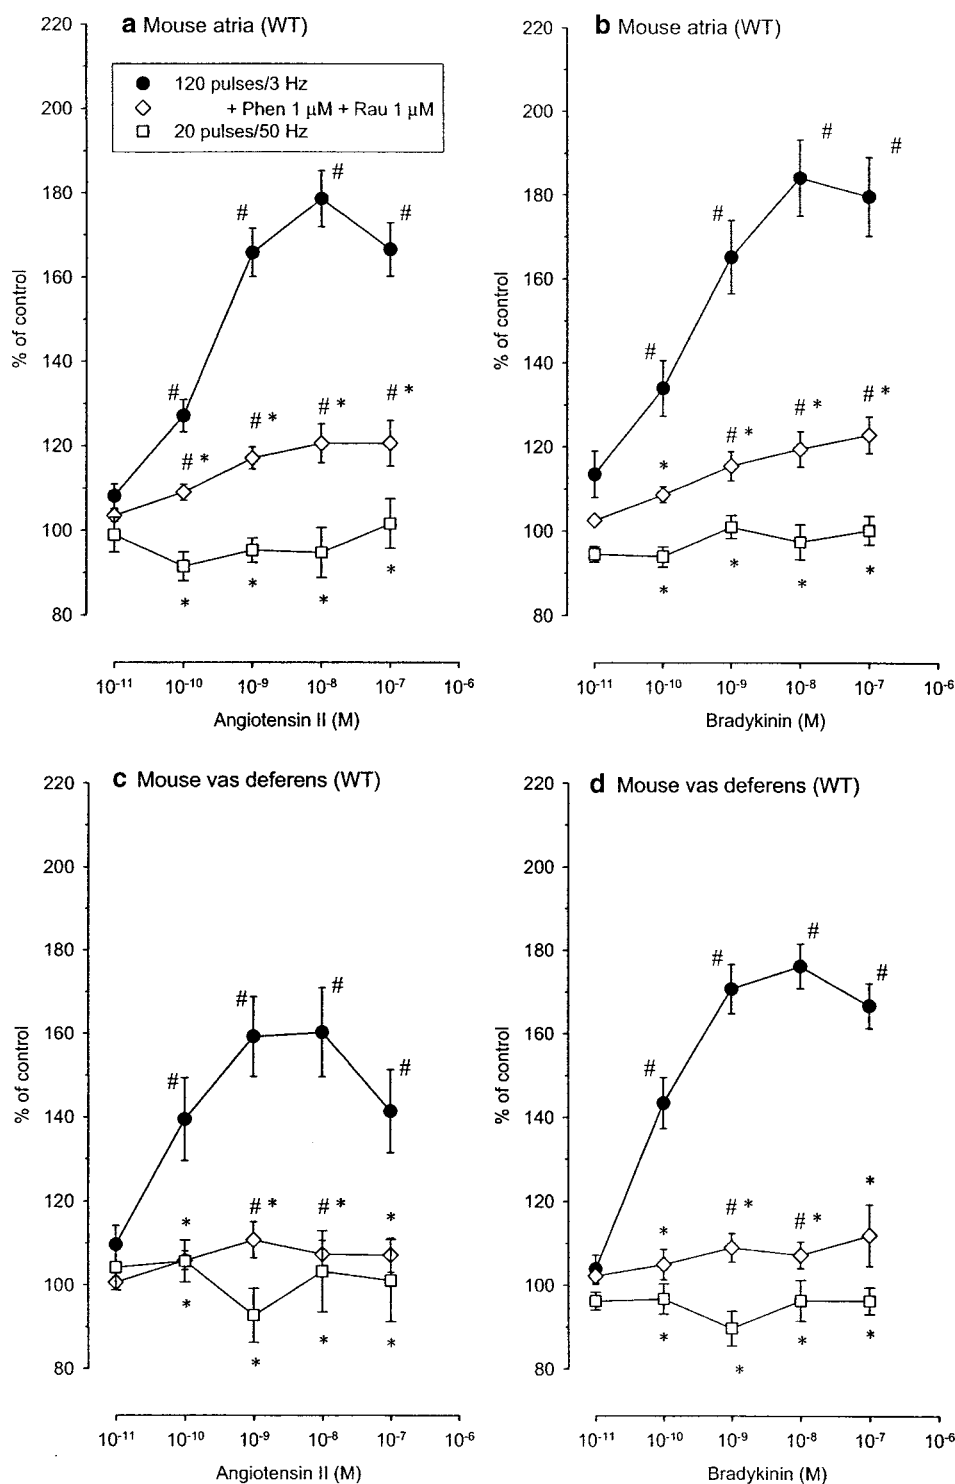 a Mouse atria (WT)
120 pulses/3 Hz
+ Phen 1 µM + Rau 1 µM
20 pulses/50 Hz
220
200
180
160
140
120
100
80
% of control
# # # # #* #* #* #* * * * *
10-11 10-10 10-9 10-8 10-7 10-6
Angiotensin II (M)
b Mouse atria (WT)
220
200
180
160
140
120
100
80
% of control
# # # # * #* #* #* * * * *
10-11 10-10 10-9 10-8 10-7 10-6
Bradykinin (M)
c Mouse vas deferens (WT)
220
200
180
160
140
120
100
80
% of control
# # # # * #* #* * * * * *
10-11 10-10 10-9 10-8 10-7 10-6
Angiotensin II (M)
d Mouse vas deferens (WT)
220
200
180
160
140
120
100
80
% of control
# # # # * #* #* * * * * *
10-11 10-10 10-9 10-8 10-7 10-6
Bradykinin (M)